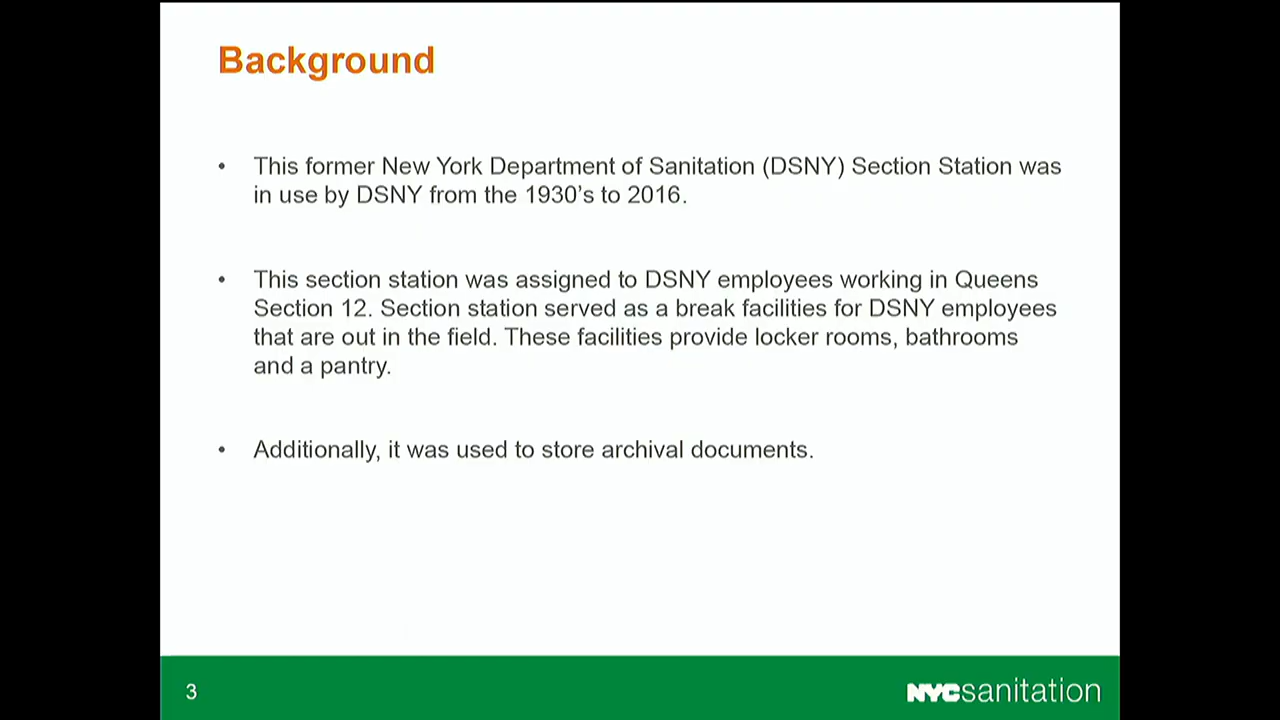 Background
• This former New York Department of Sanitation (DSNY) Section Station was
in use by DSNY from the 1930’s to 2016.
• This section station was assigned to DSNY employees working in Queens
Section 12. Section station served as a break facilities for DSNY employees
that are out in the field. These facilities provide locker rooms, bathrooms
and a pantry.
• Additionally, it was used to store archival documents.
3
NYCsanitation